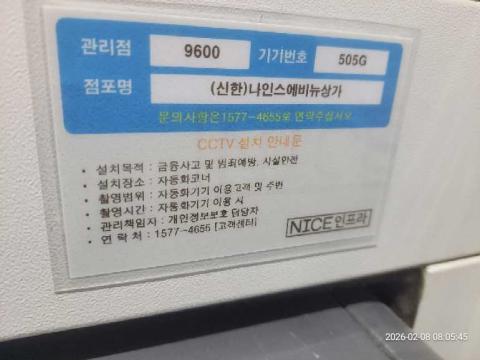 관리점 9600 기기번호 505G
점포명 (신한)나인스에비뉴상가
문의사항은1577-4655로 연락주십시오
CCTV 설치 안내문
• 설치목적 : 금융사고 및 범죄예방, 시설안전
• 설치장소 : 자동화코너
• 촬영범위 : 자동화기기 이용고객 및 주변
• 촬영시간 : 자동화기기 이용 시
• 관리책임자 : 개인정보보호 담당자
• 연 락 처 : 1577-4655 [고객센터]
NICE인프라
2026-02-08 08:05:45